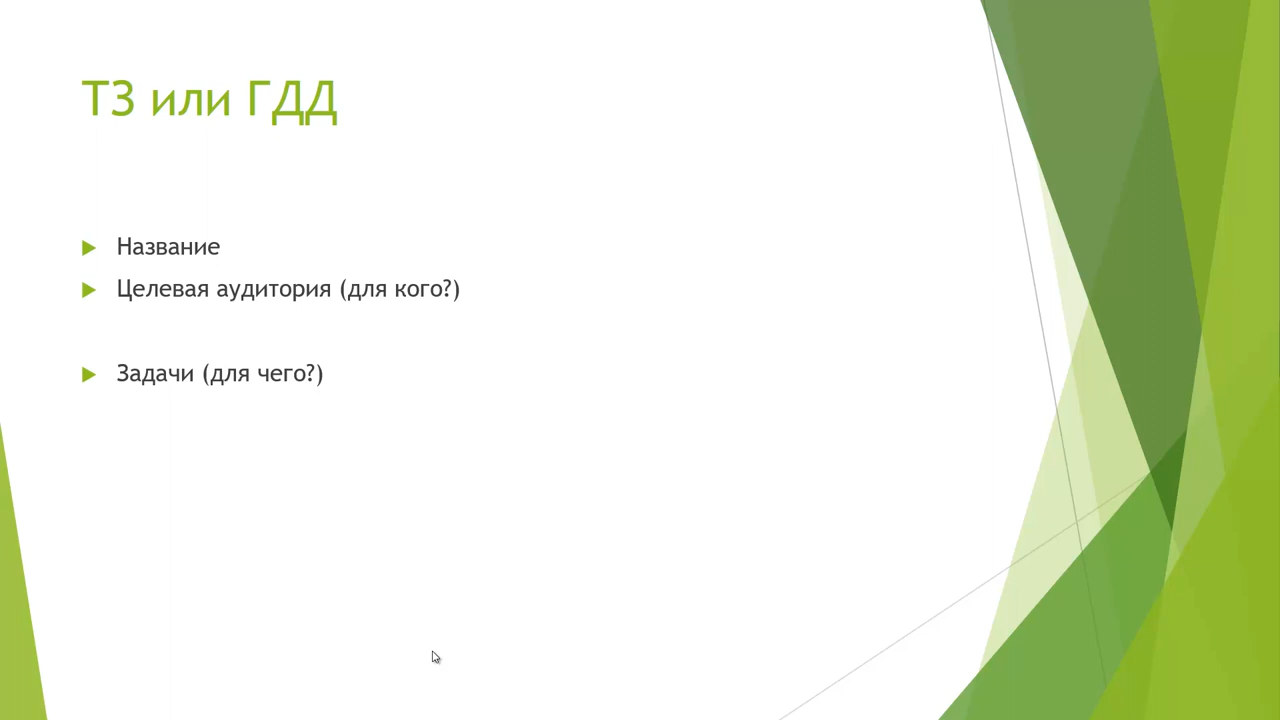 ТЗ или ГДД
Название
Целевая аудитория (для кого?)
Задачи (для чего?)